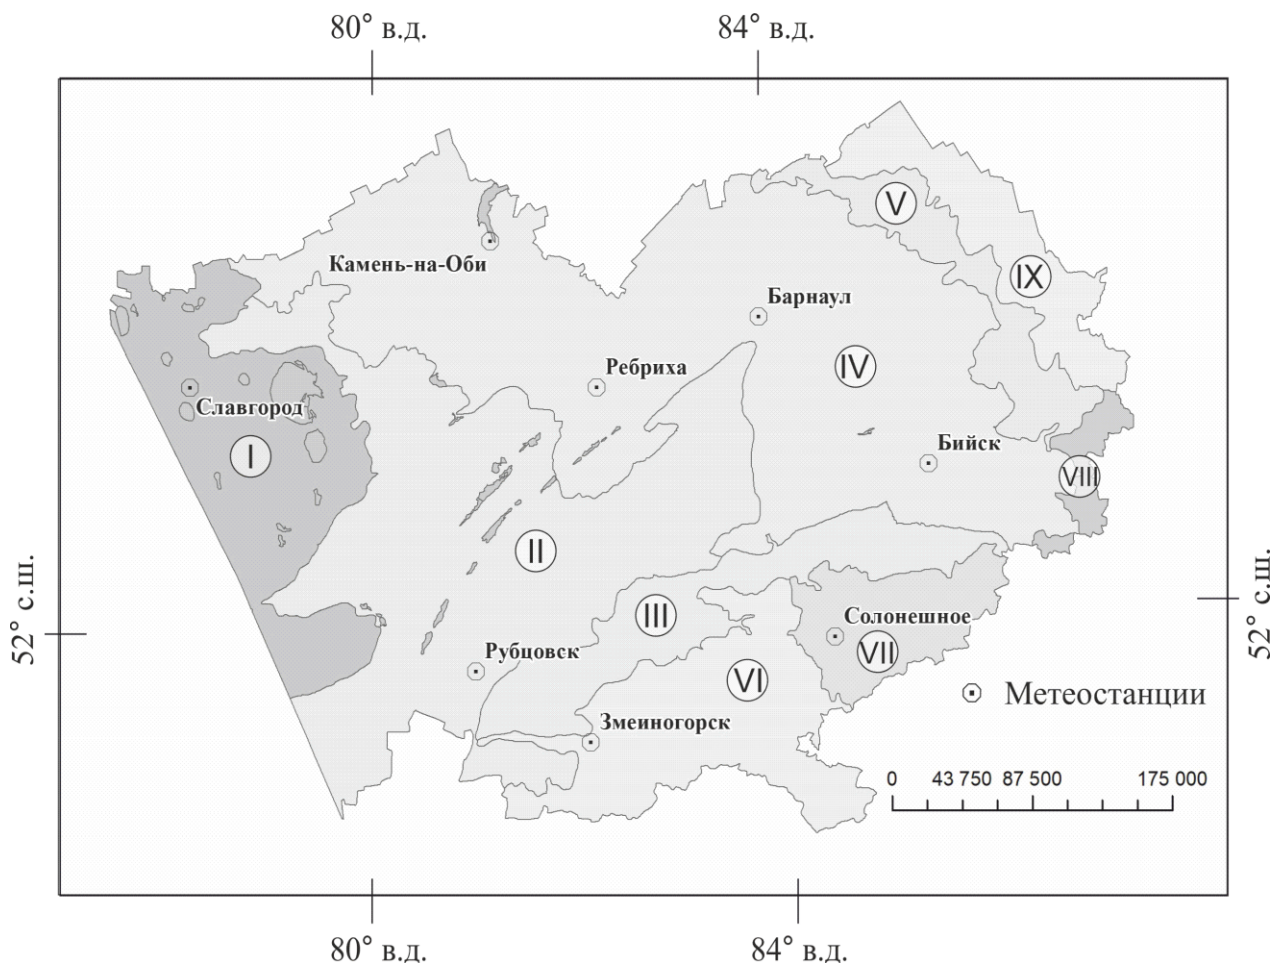 80° в.д.
84° в.д.
V
Камень-на-Оби
IX
Барнаул
Ребриха
IV
Славгород
I
Бийск
VIII
II
52° с.ш.
52° с.ш.
III
Солонешное
Рубцовск
VII
VI
Метеостанции
Змеиногорск
0 43 750 87 500 175 000
80° в.д.
84° в.д.